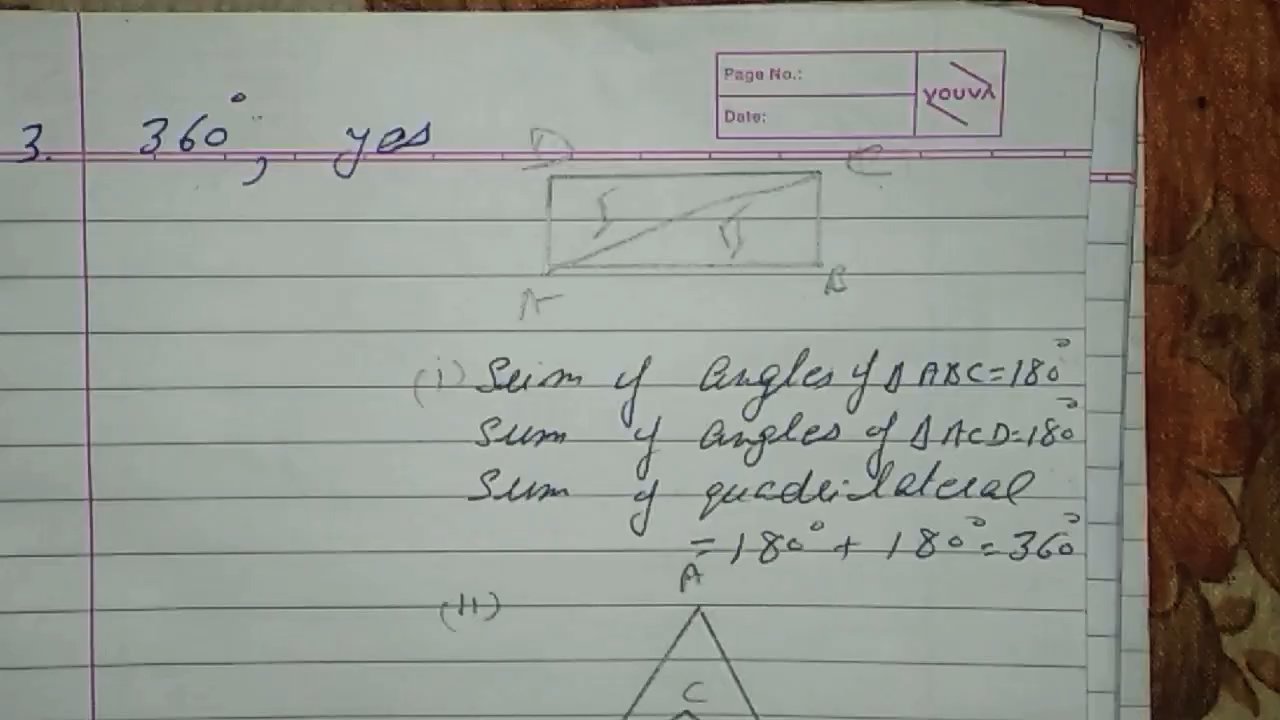 Page No.:
youva
Date:
3. 360°, yes
D C
A B
(i) Sum of angles of Δ ABC = 180°
Sum of angles of Δ ACD = 180°
Sum of quadrilateral
= 180° + 180° = 360°
A
(ii)
C